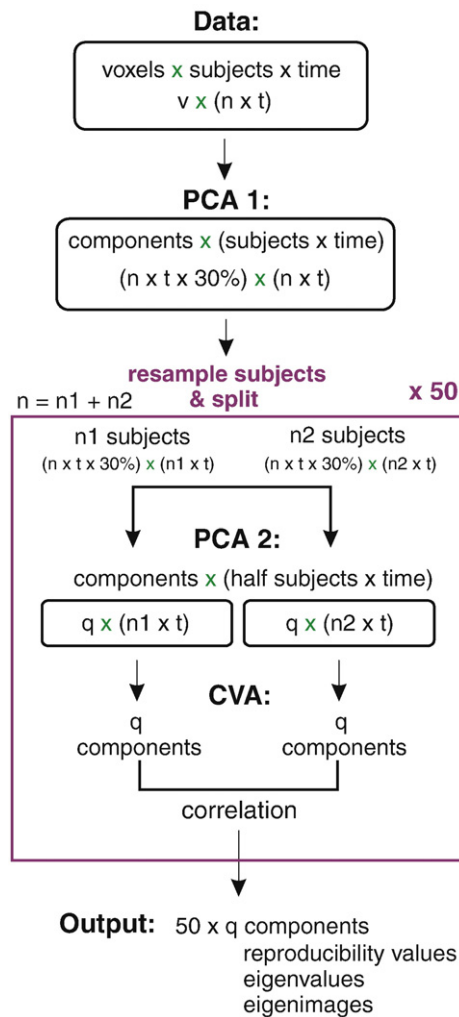 Data:
voxels x subjects x time
v x (n x t)
PCA 1:
components x (subjects x time)
(n x t x 30%) x (n x t)
resample subjects
& split
x 50
n = n1 + n2
n1 subjects
(n x t x 30%) x (n1 x t)
n2 subjects
(n x t x 30%) x (n2 x t)
PCA 2:
components x (half subjects x time)
q x (n1 x t)
q x (n2 x t)
CVA:
q
components
q
components
correlation
Output: 50 x q components
reproducibility values
eigenvalues
eigenimages